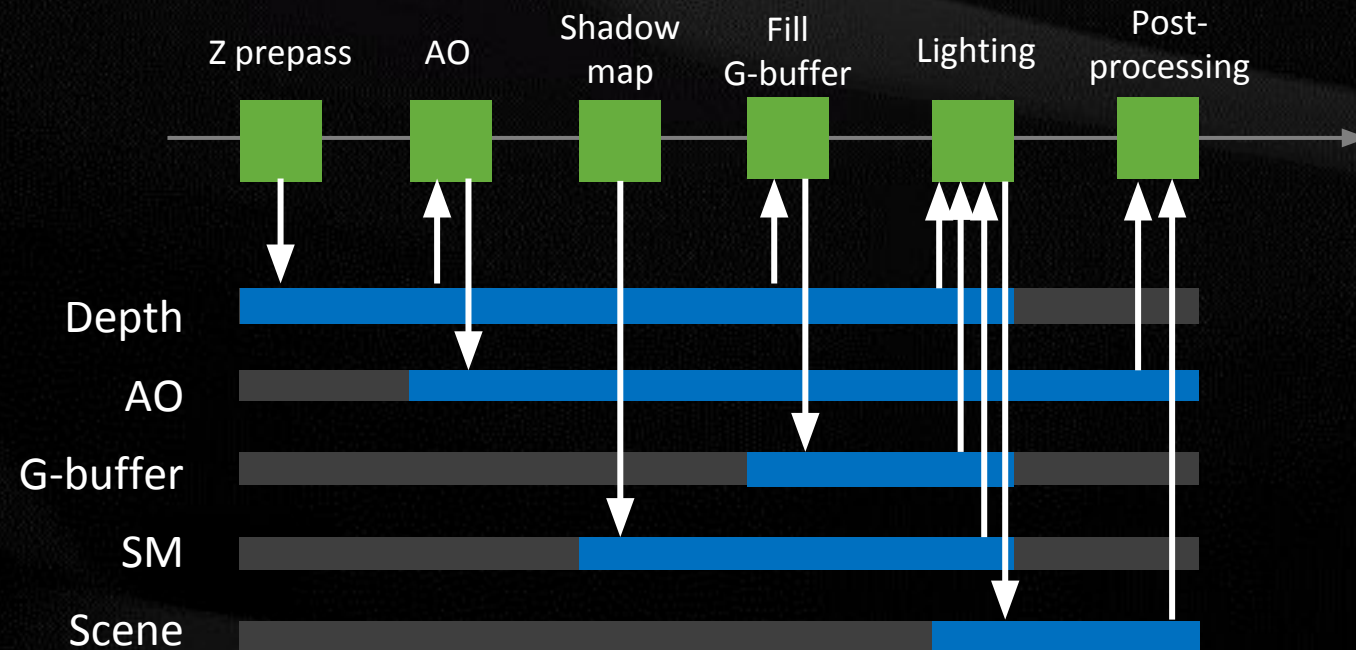 Z prepass
AO
Shadow
map
Fill
G-buffer
Lighting
Post-
processing
Depth
AO
G-buffer
SM
Scene